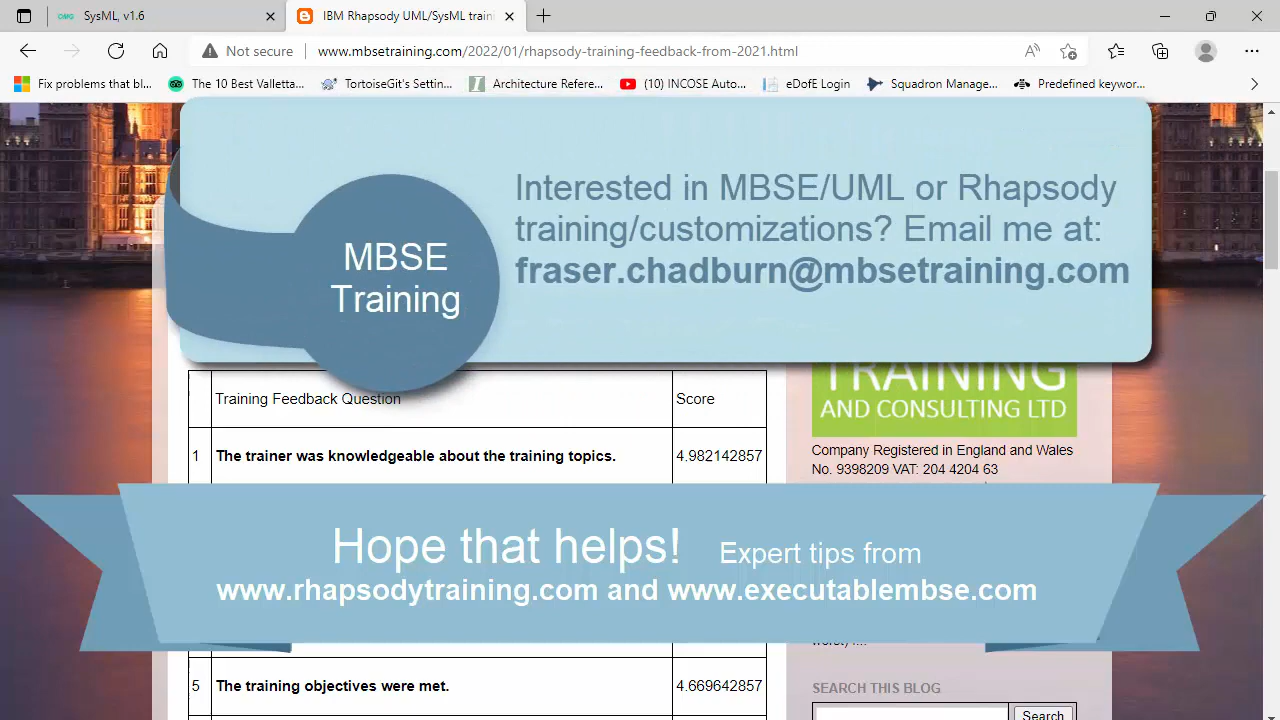 SysML, v1.6
IBM Rhapsody UML/SysML traini
Not secure
www.mbsetraining.com/2022/01/rhapsody-training-feedback-from-2021.html
Fix problems that bl...
The 10 Best Valletta...
TortoiseGit's Settin...
Architecture Refere...
(10) INCOSE Auto...
eDofE Login
Squadron Manage...
Predefined keywor...
MBSE
Training
Interested in MBSE/UML or Rhapsody
training/customizations? Email me at:
fraser.chadburn@mbsetraining.com
Training Feedback Question
Score
1
The trainer was knowledgeable about the training topics.
4.982142857
TRAINING
AND CONSULTING LTD
Company Registered in England and Wales
No. 9398209 VAT: 204 4204 63
Hope that helps! Expert tips from
www.rhapsodytraining.com and www.executablembse.com
5
The training objectives were met.
4.669642857
SEARCH THIS BLOG
Search